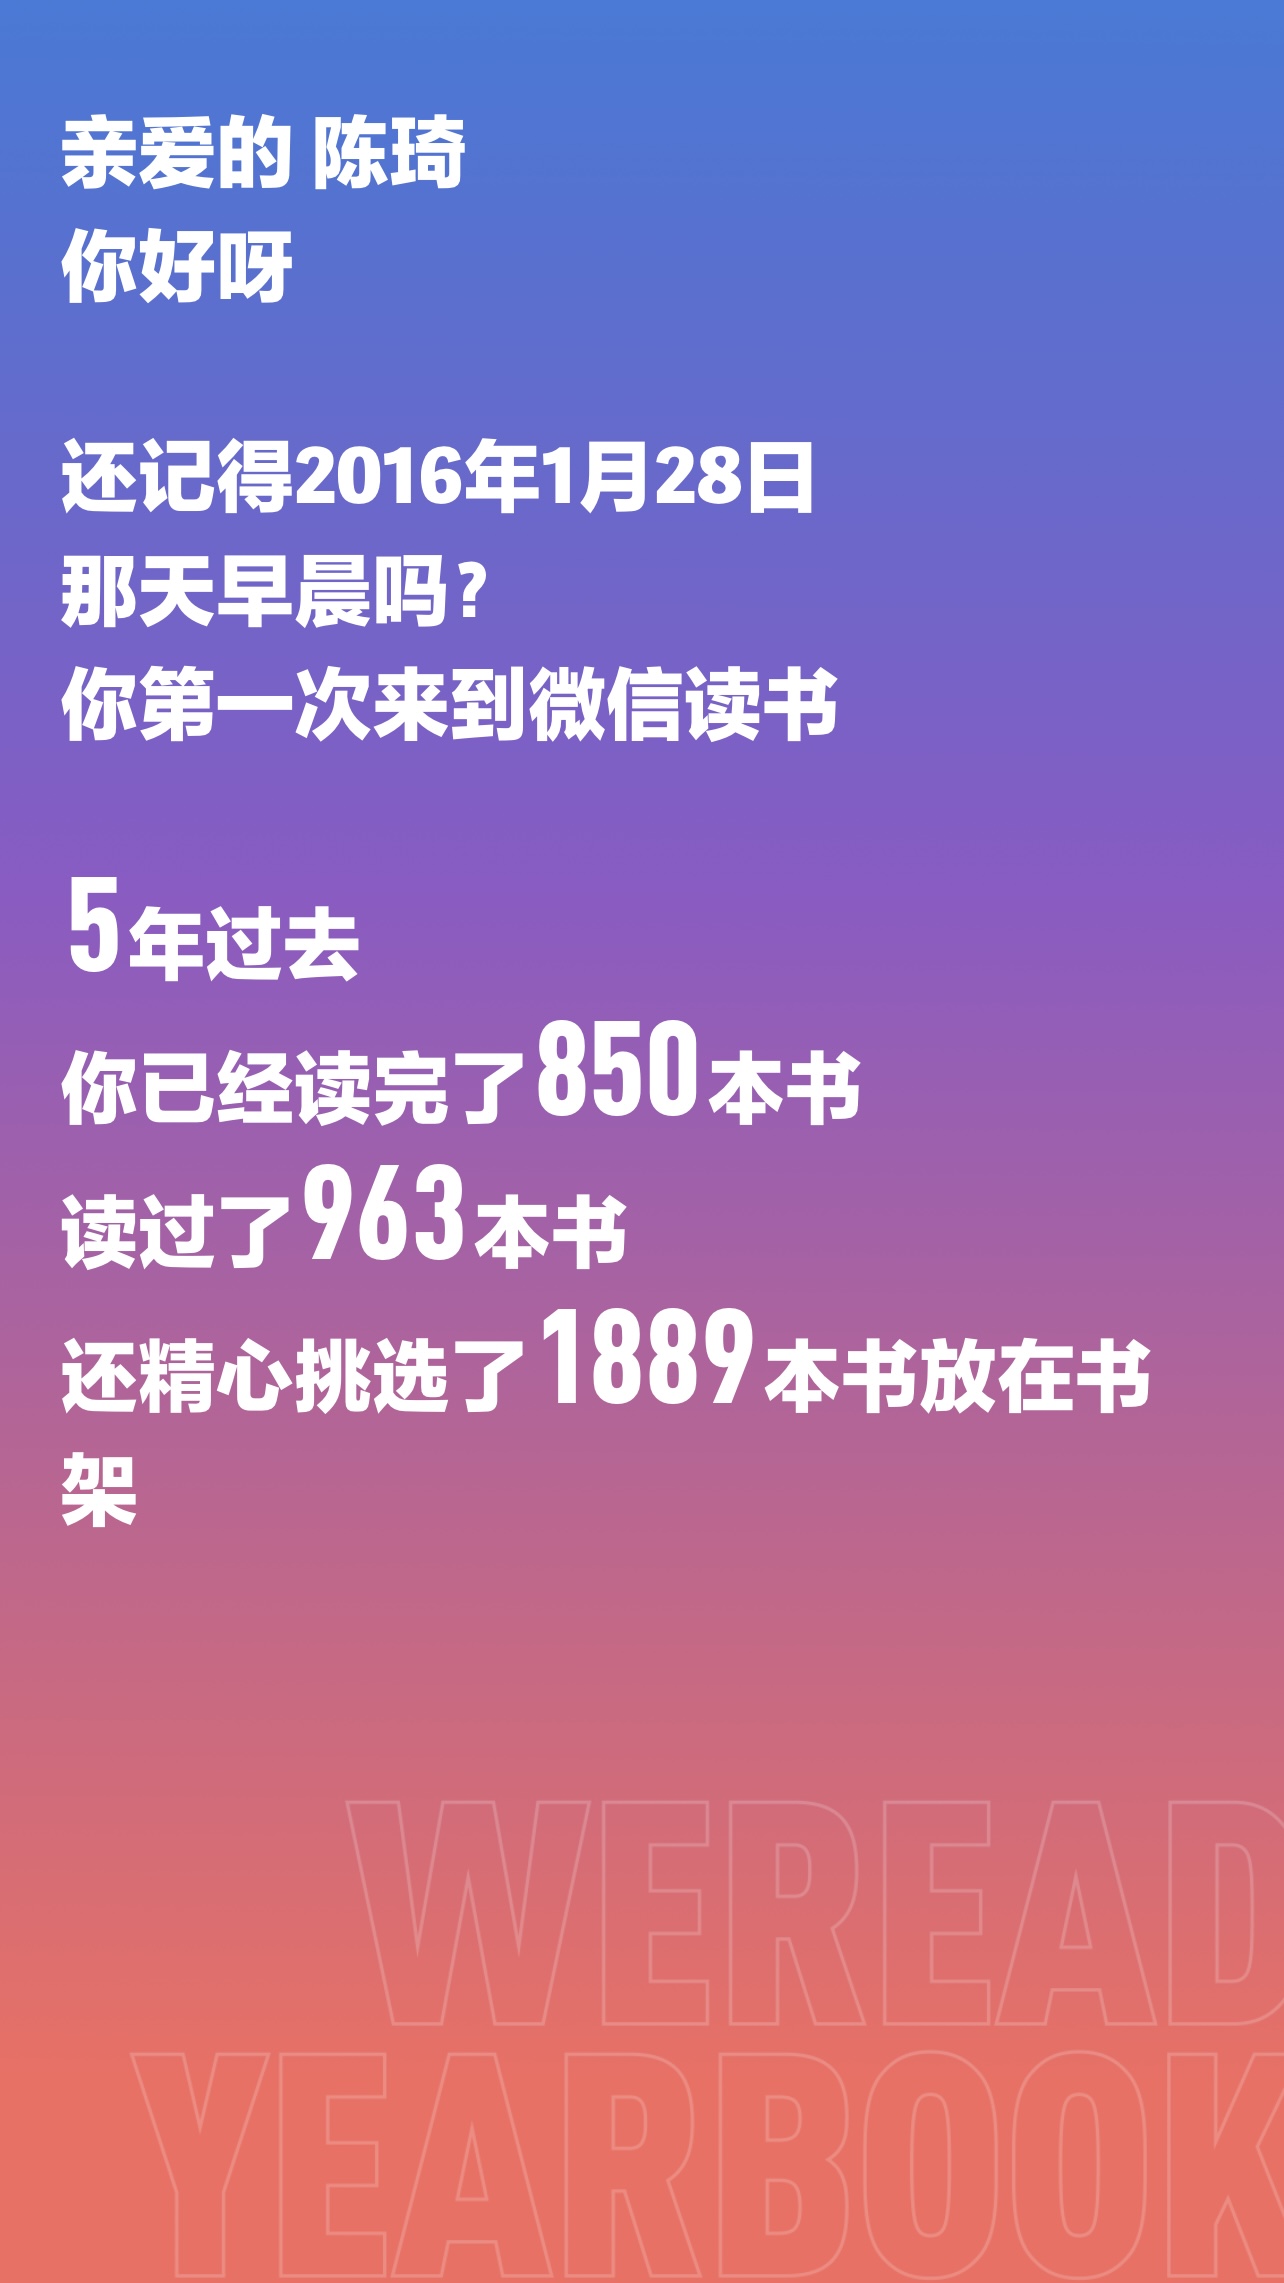 亲爱的 陈琦
你好呀
还记得2016年1月28日
那天早晨吗?
你第一次来到微信读书
5年过去
你已经读完了850本书
读过了963本书
还精心挑选了1889本书放在书
架
WEREAD
YEARBOOK